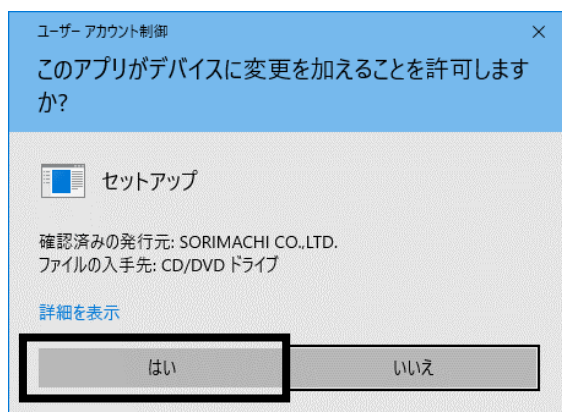 ユーザー アカウント制御
このアプリがデバイスに変更を加えることを許可します
か?
セットアップ
確認済みの発行元: SORIMACHI CO.,LTD.
ファイルの入手先: CD/DVD ドライブ
詳細を表示
はい
いいえ